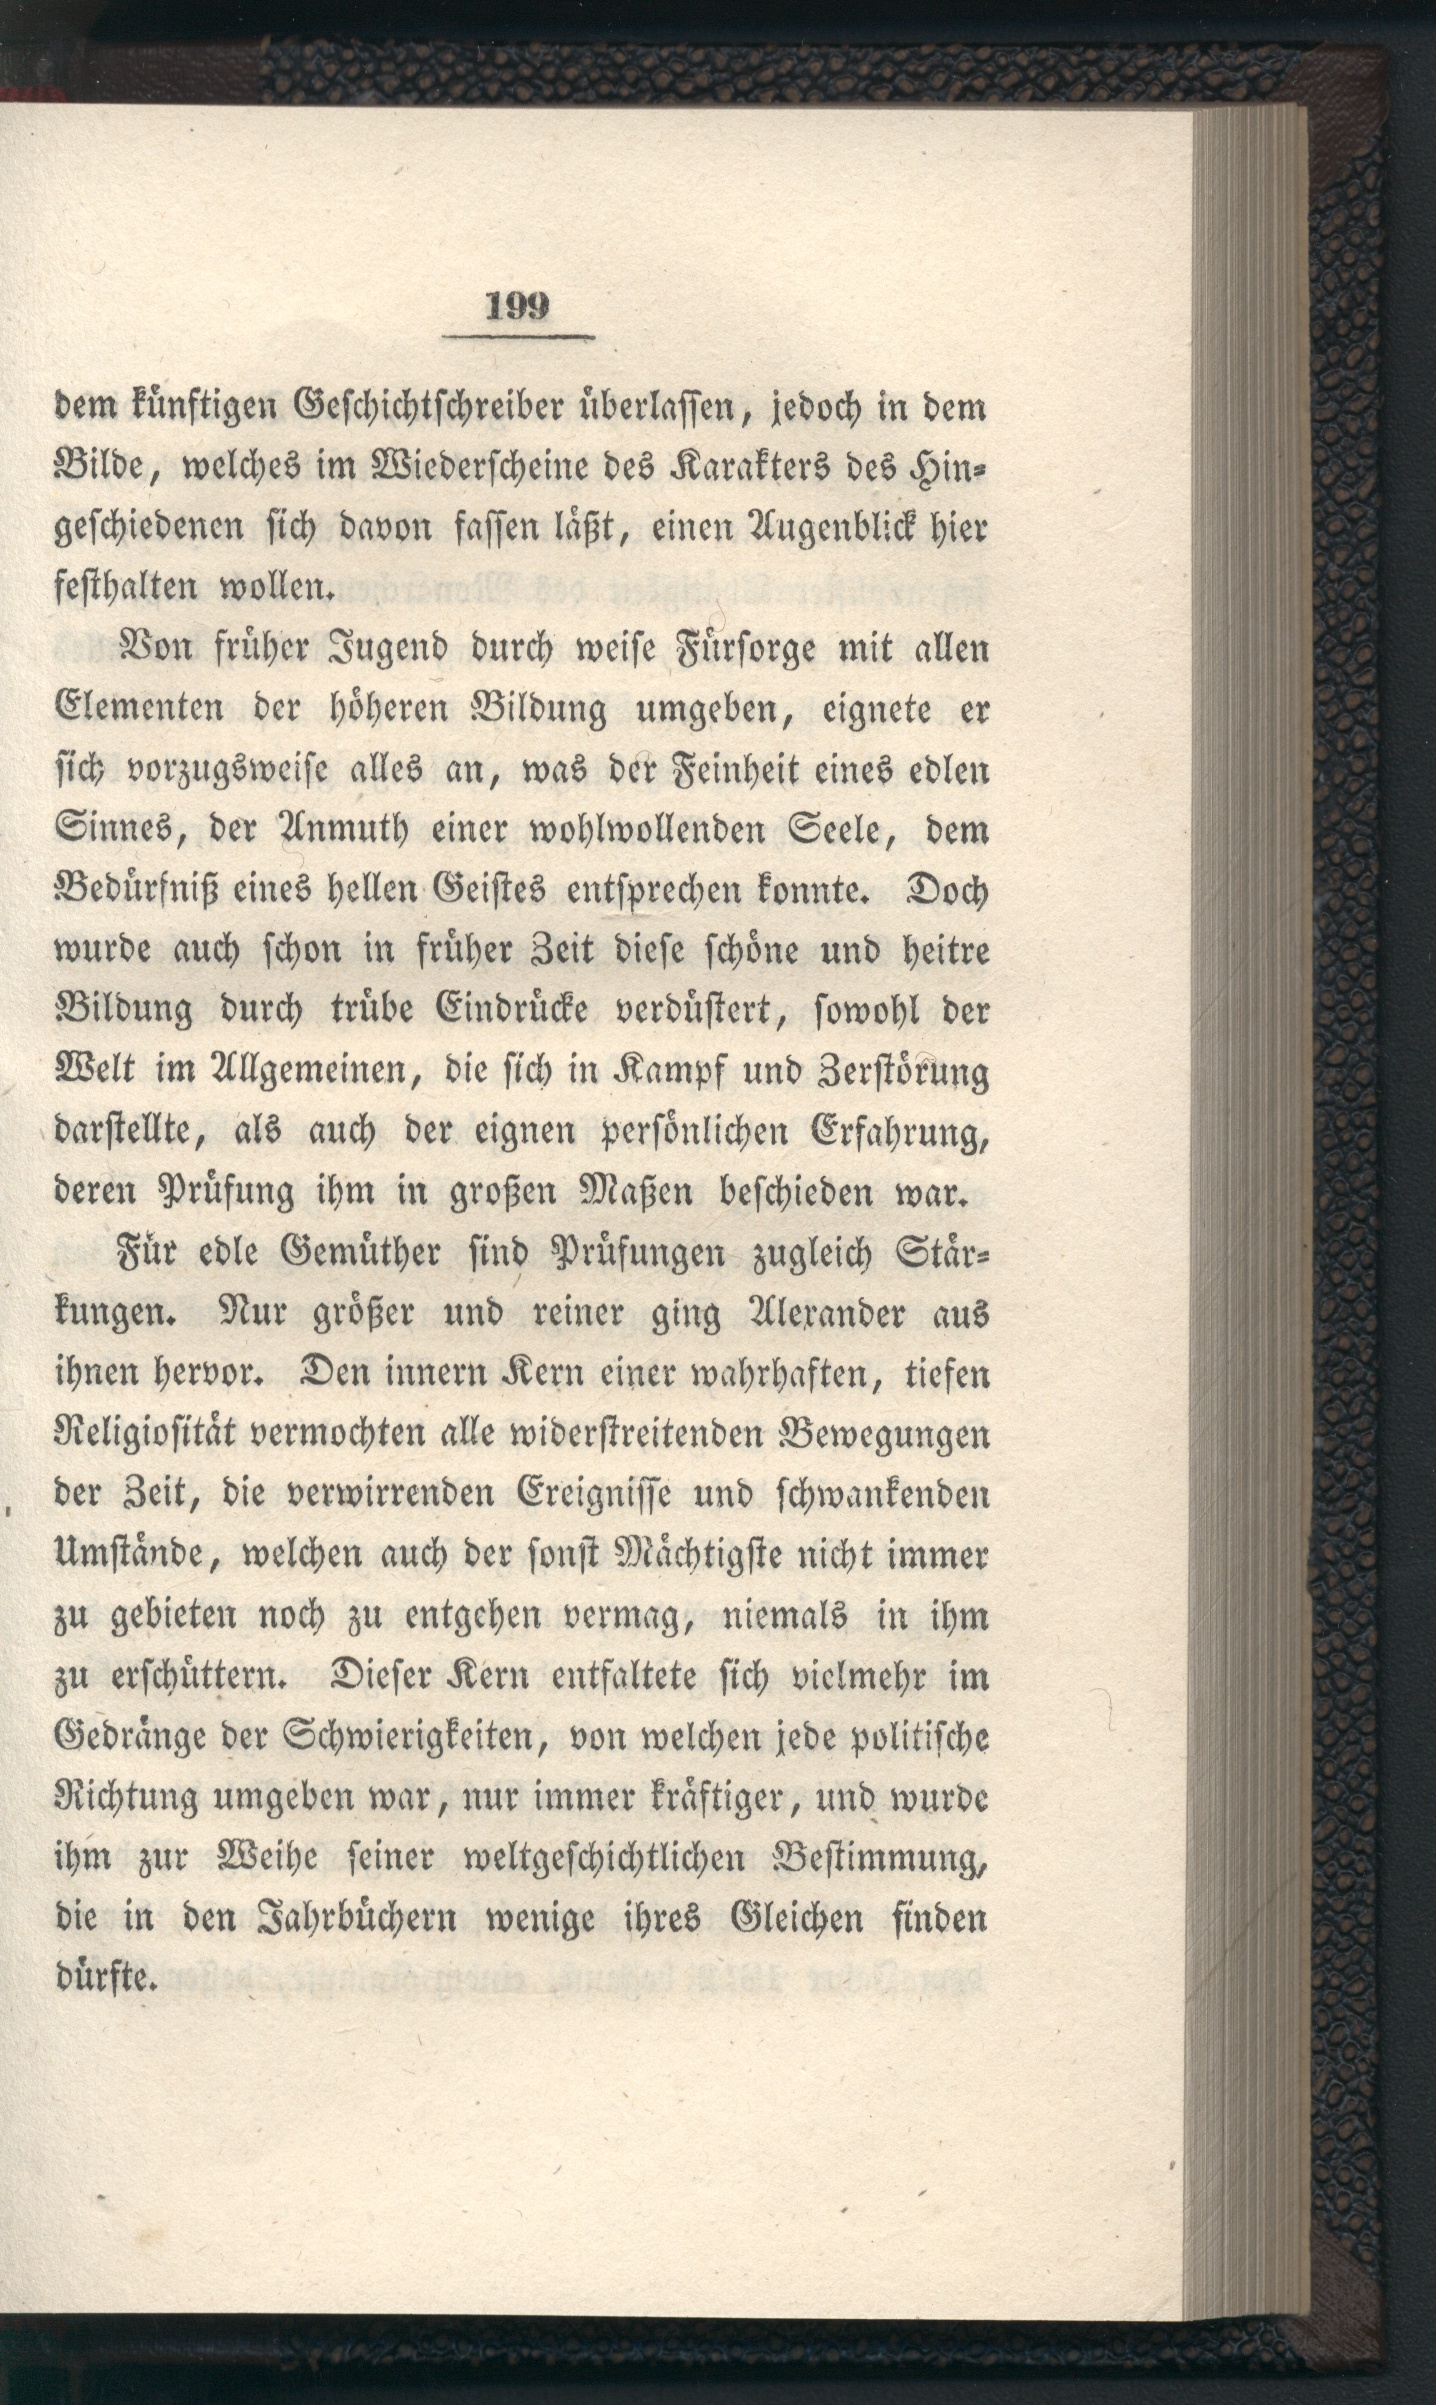 199
dem künftigen Geschichtschreiber überlassen, jedoch in dem
Bilde, welches im Wiederscheine des Karakters des Hin-
geschiedenen sich davon fassen läßt, einen Augenblick hier
festhalten wollen.
Von früher Jugend durch weise Fürsorge mit allen
Elementen der höheren Bildung umgeben, eignete er
sich vorzugsweise alles an, was der Feinheit eines edlen
Sinnes, der Anmuth einer wohlwollenden Seele, dem
Bedürfniß eines hellen Geistes entsprechen konnte. Doch
wurde auch schon in früher Zeit diese schöne und heitre
Bildung durch trübe Eindrücke verdüstert, sowohl der
Welt im Allgemeinen, die sich in Kampf und Zerstörung
darstellte, als auch der eignen persönlichen Erfahrung,
deren Prüfung ihm in großen Maßen beschieden war.
Für edle Gemüther sind Prüfungen zugleich Stär-
kungen. Nur größer und reiner ging Alexander aus
ihnen hervor. Den innern Kern einer wahrhaften, tiefen
Religiosität vermochten alle widerstreitenden Bewegungen
der Zeit, die verwirrenden Ereignisse und schwankenden
Umstände, welchen auch der sonst Mächtigste nicht immer
zu gebieten noch zu entgehen vermag, niemals in ihm
zu erschüttern. Dieser Kern entfaltete sich vielmehr im
Gedränge der Schwierigkeiten, von welchen jede politische
Richtung umgeben war, nur immer kräftiger, und wurde
ihm zur Weihe seiner weltgeschichtlichen Bestimmung,
die in den Jahrbüchern wenige ihres Gleichen finden
dürfte.